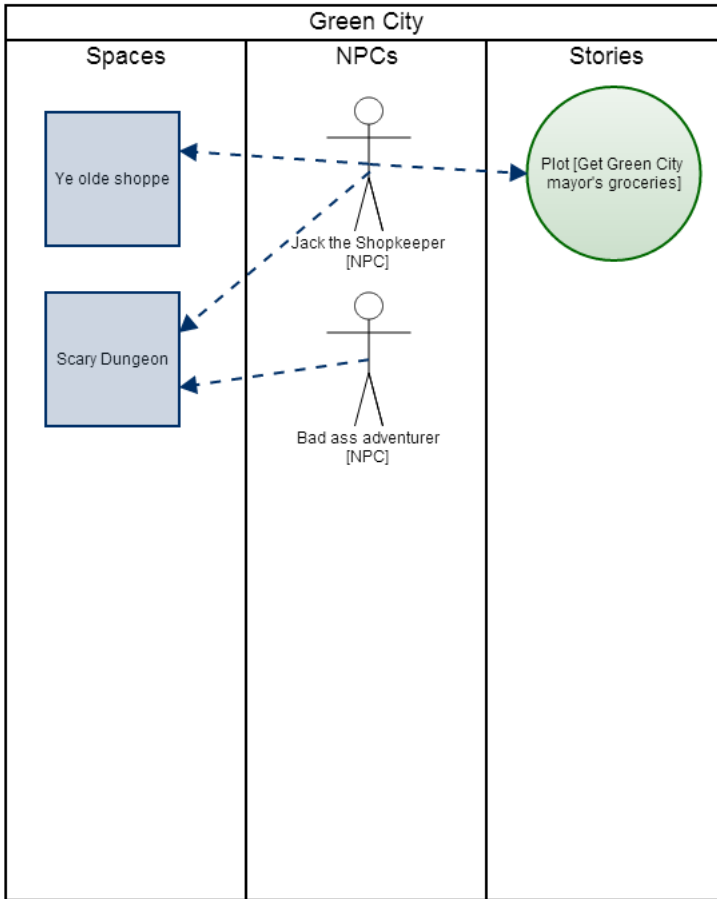 Green City
Spaces
NPCs
Stories
Ye olde shoppe
Jack the Shopkeeper
[NPC]
Plot [Get Green City
mayor's groceries]
Scary Dungeon
Bad ass adventurer
[NPC]